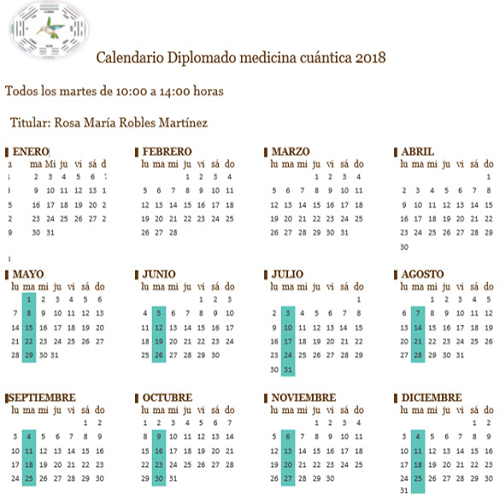 Calendario Diplomado medicina cuántica 2018
Todos los martes de 10:00 a 14:00 horas
Titular: Rosa María Robles Martínez
ENERO
ma Mi ju vi sá
2 3 4 5 6
9 10 11 12 13
16 17 18 19 20
23 24 25 26 27
30 31
FEBRERO
lu ma mi ju vi sá do
1 2 3 4
5 6 7 8 9 10 11
12 13 14 15 16 17 18
19 20 21 22 23 24 25
26 27 28
MARZO
lu ma mi ju vi sá do
1 2 3 4
5 6 7 8 9 10 11
12 13 14 15 16 17 18
19 20 21 22 23 24 25
26 27 28 29 30 31
ABRIL
lu ma mi ju vi sá do
1
2 3 4 5 6 7 8
9 10 11 12 13 14 15
16 17 18 19 20 21 22
23 24 25 26 27 28 29
30
MAYO
lu ma mi ju vi sá do
1 2 3 4 5 6
7 8 9 10 11 12 13
14 15 16 17 18 19 20
21 22 23 24 25 26 27
28 29 30 31
JUNIO
lu ma mi ju vi sá do
1 2 3
4 5 6 7 8 9 10
11 12 13 14 15 16 17
18 19 20 21 22 23 24
25 26 27 28 29 30
JULIO
lu ma mi ju vi sá do
1
2 3 4 5 6 7 8
9 10 11 12 13 14 15
16 17 18 19 20 21 22
23 24 25 26 27 28 29
30 31
AGOSTO
lu ma mi ju vi sá do
1 2 3 4 5
6 7 8 9 10 11 12
13 14 15 16 17 18 19
20 21 22 23 24 25 26
27 28 29 30 31
SEPTIEMBRE
lu ma mi ju vi sá do
1 2
3 4 5 6 7 8 9
10 11 12 13 14 15 16
17 18 19 20 21 22 23
24 25 26 27 28 29 30
OCTUBRE
lu ma mi ju vi sá do
1 2 3 4 5 6 7
8 9 10 11 12 13 14
15 16 17 18 19 20 21
22 23 24 25 26 27 28
29 30 31
NOVIEMBRE
lu ma mi ju vi sá do
1 2 3 4
5 6 7 8 9 10 11
12 13 14 15 16 17 18
19 20 21 22 23 24 25
26 27 28 29 30
DICIEMBRE
lu ma mi ju vi sá do
1 2
3 4 5 6 7 8 9
10 11 12 13 14 15 16
17 18 19 20 21 22 23
24 25 26 27 28 29 30
31